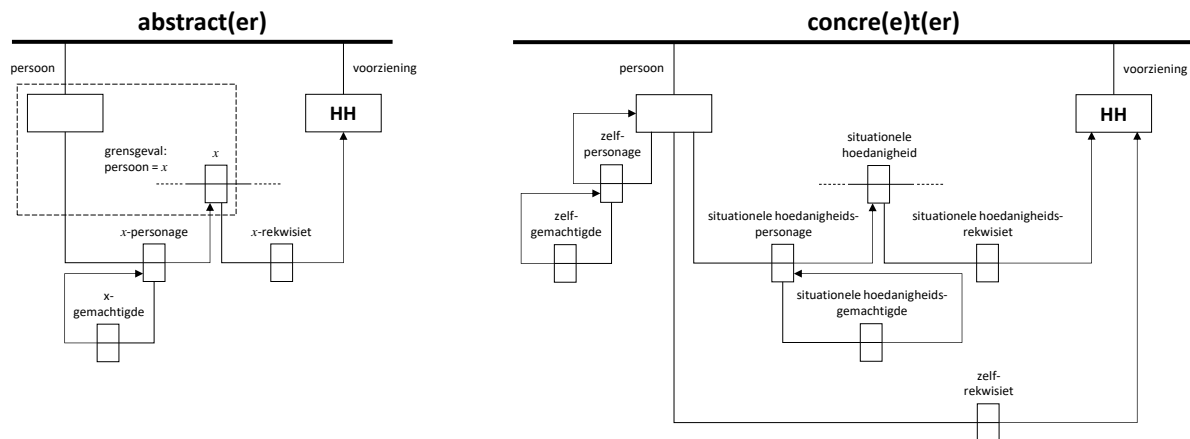 abstract(er)
persoon
voorziening
HH
grensgeval:
persoon = x
x
x-personage
x-rekwisiet
x-
gemachtigde
concre(e)t(er)
persoon
voorziening
HH
zelf-
personage
situationele
hoedanigheid
zelf-
gemachtigde
situationele hoedanigheids-
personage
situationele hoedanigheids-
rekwisiet
situationele hoedanigheids-
gemachtigde
zelf-
rekwisiet